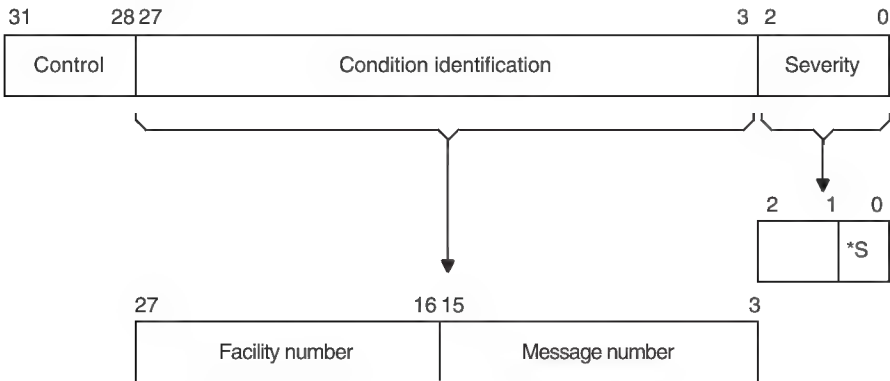 31 28 27 3 2 0
Control Condition identification Severity
2 1 0
*S
27 16 15 3
Facility number Message number